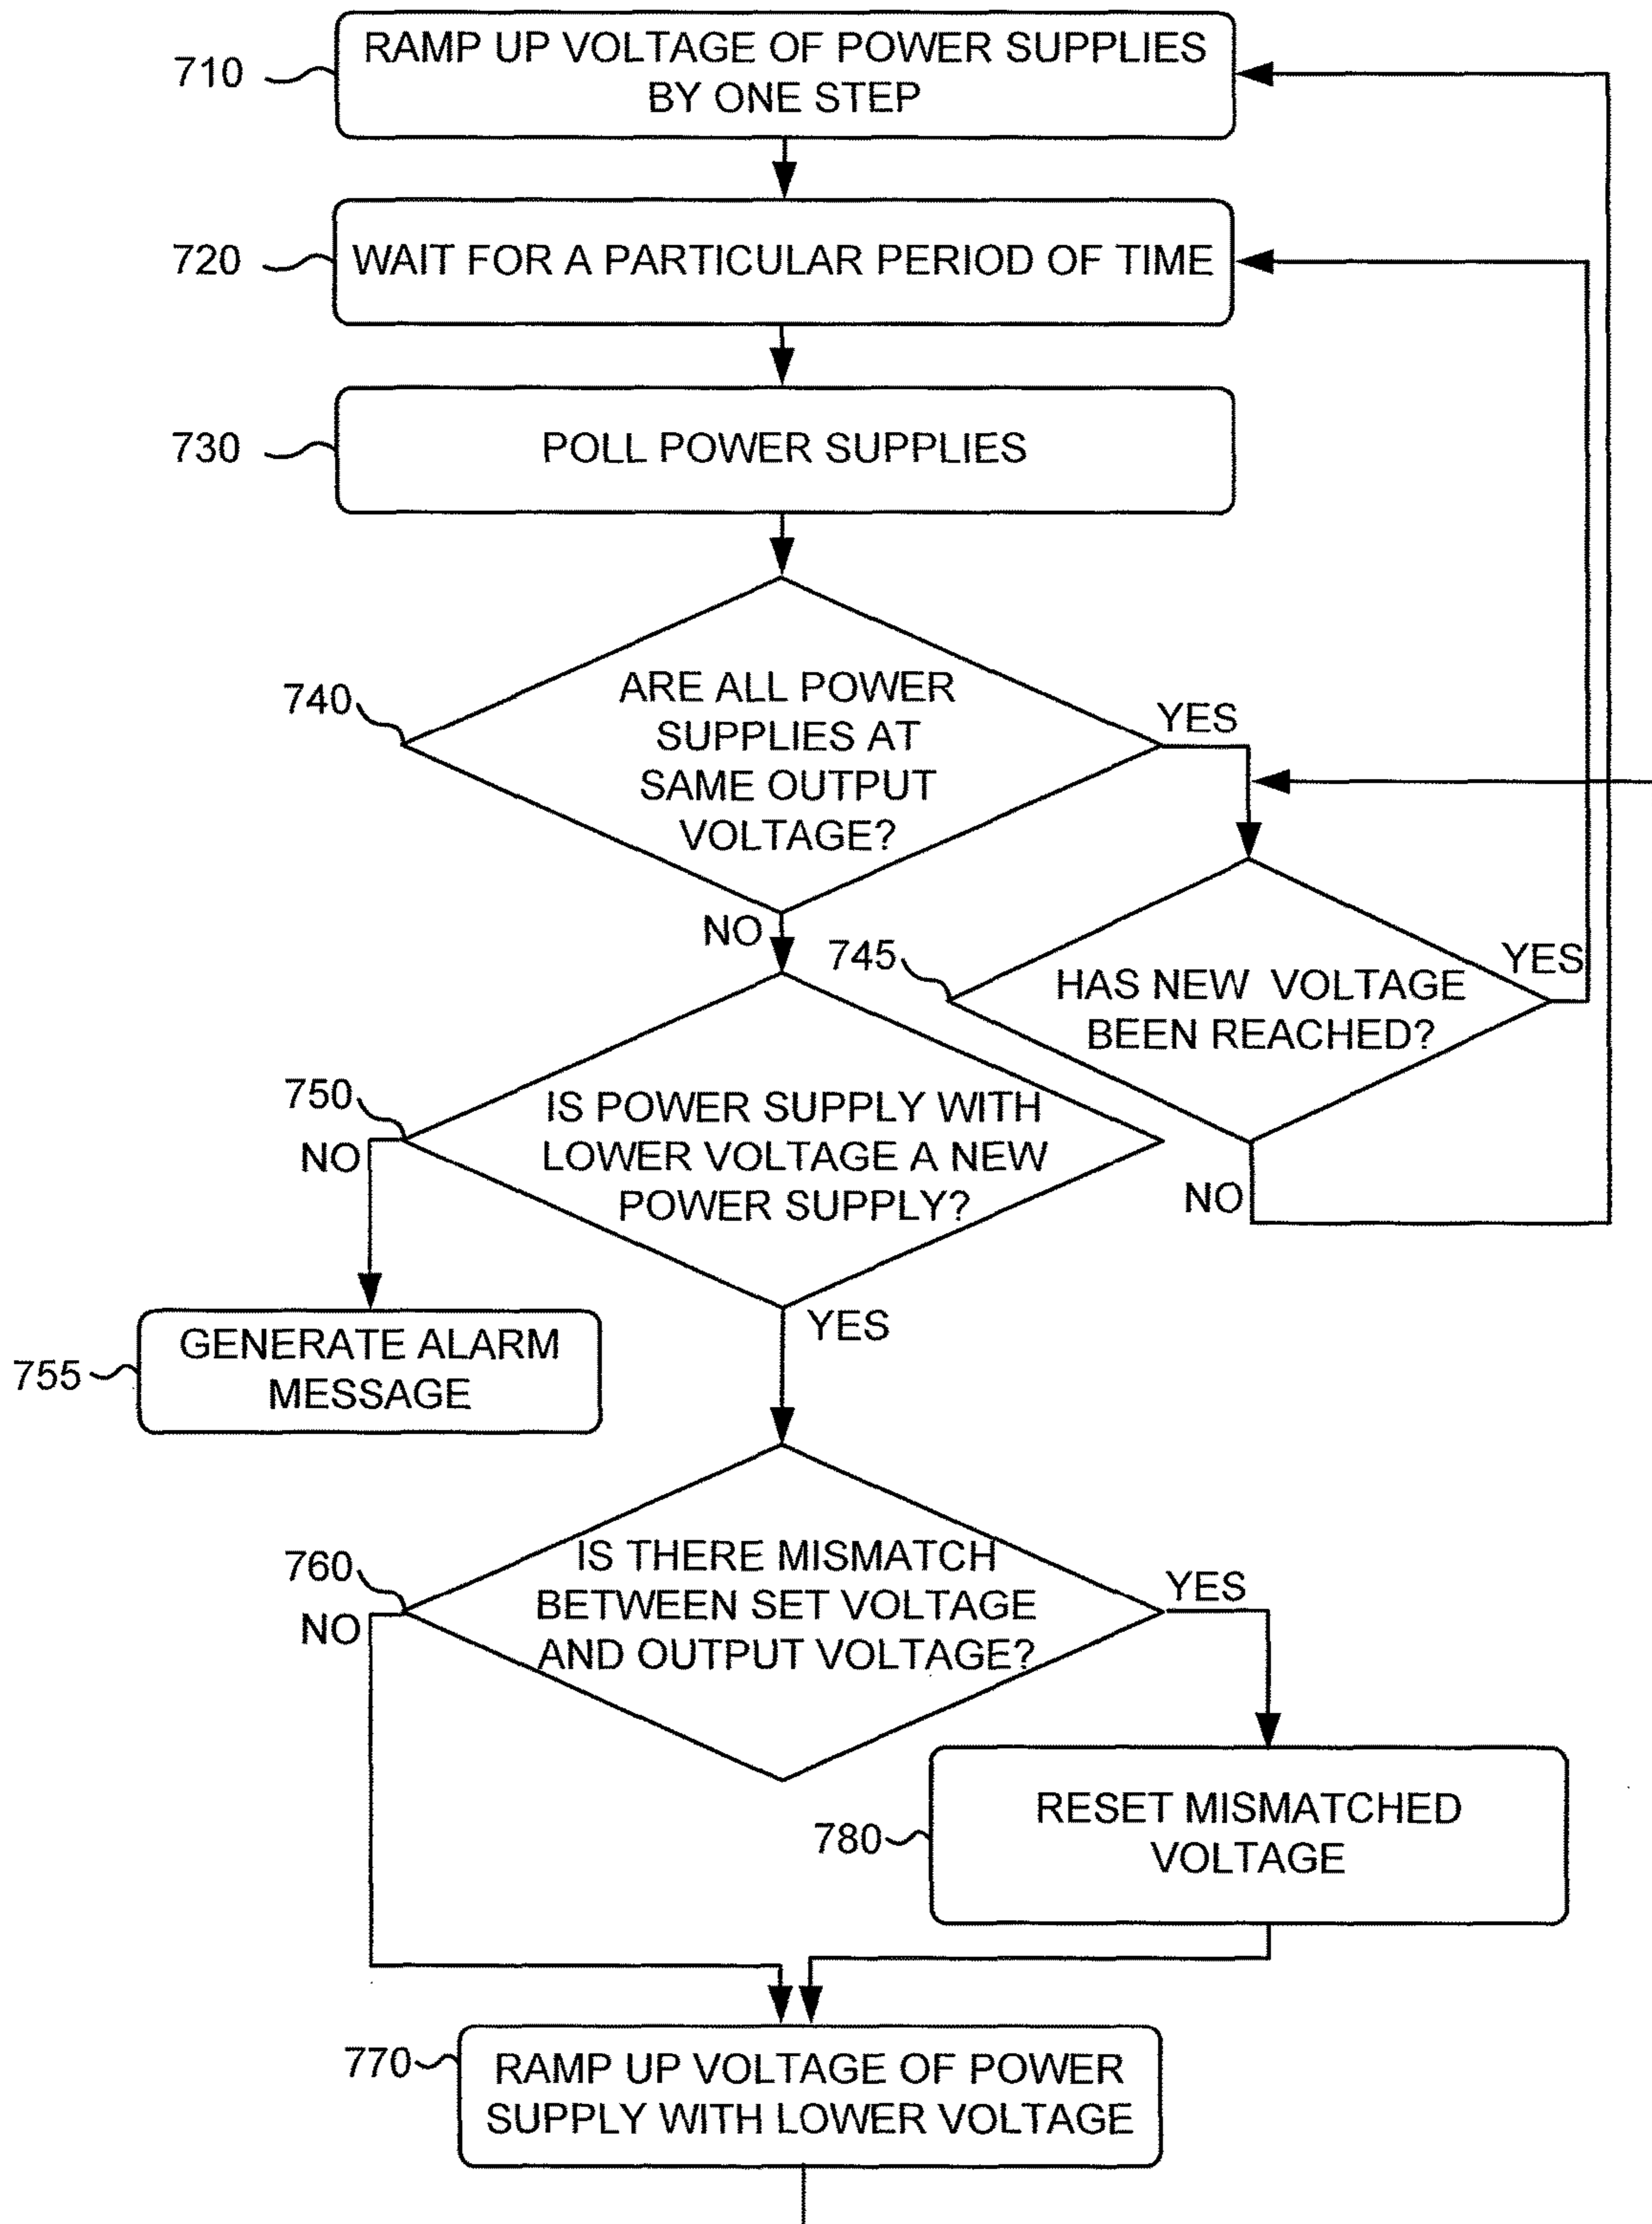 710
RAMP UP VOLTAGE OF POWER SUPPLIES
BY ONE STEP
720
WAIT FOR A PARTICULAR PERIOD OF TIME
730
POLL POWER SUPPLIES
740
ARE ALL POWER
SUPPLIES AT
SAME OUTPUT
VOLTAGE?
YES
NO
745
HAS NEW VOLTAGE
BEEN REACHED?
YES
NO
750
IS POWER SUPPLY WITH
LOWER VOLTAGE A NEW
POWER SUPPLY?
NO
YES
755
GENERATE ALARM
MESSAGE
760
IS THERE MISMATCH
BETWEEN SET VOLTAGE
AND OUTPUT VOLTAGE?
YES
NO
780
RESET MISMATCHED
VOLTAGE
770
RAMP UP VOLTAGE OF POWER
SUPPLY WITH LOWER VOLTAGE